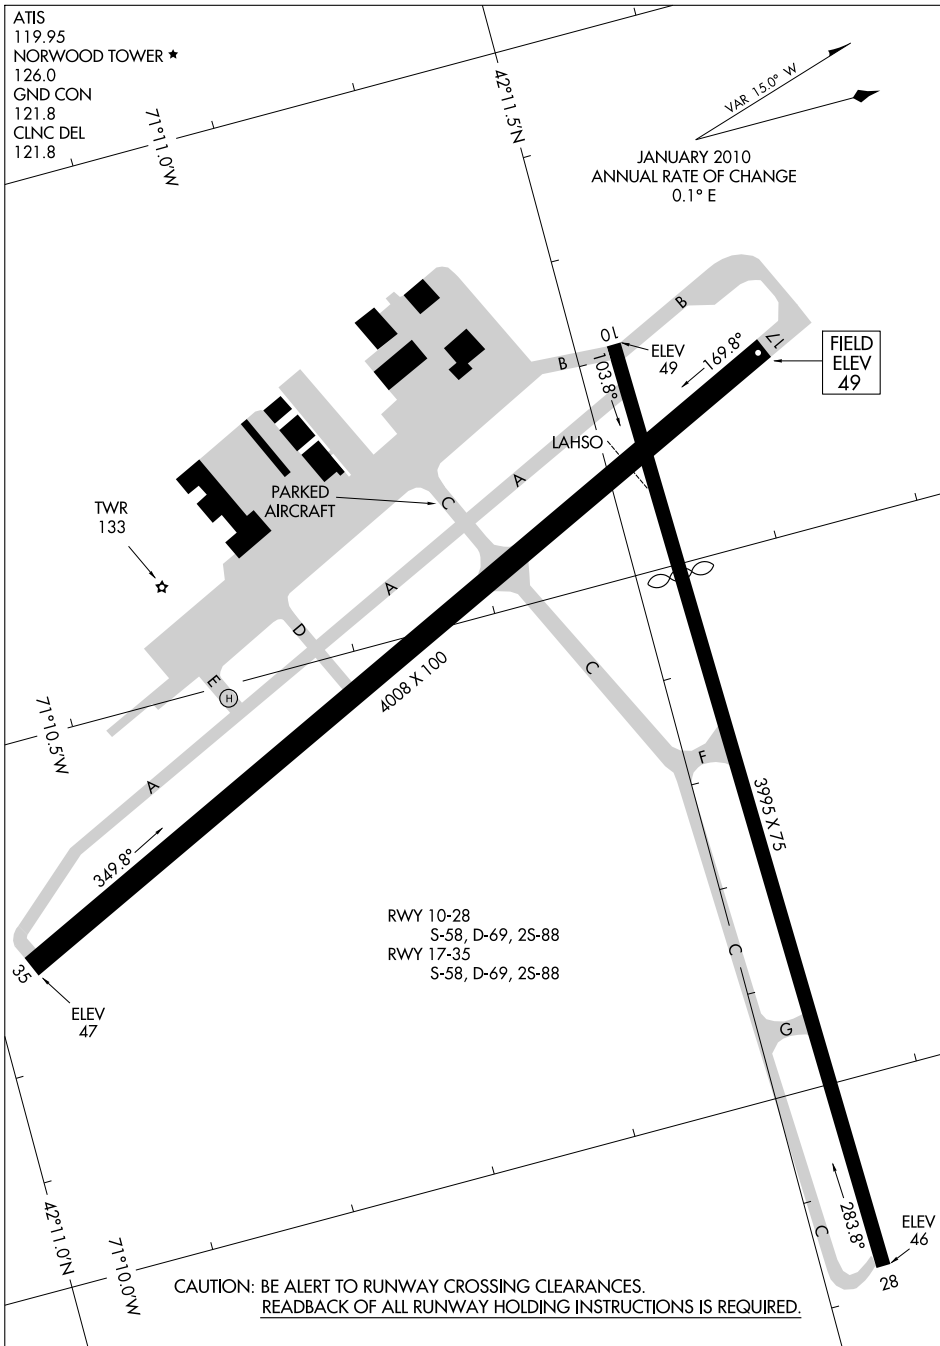 ATIS
119.95
NORWOOD TOWER ★
126.0
GND CON
121.8
CLNC DEL
121.8
71°11.0'W
42°11.5'N
VAR 15.0° W
JANUARY 2010
ANNUAL RATE OF CHANGE
0.1° E
B
10
ELEV
49
17
169.8°
FIELD
ELEV
49
B
103.8°
LAHSO
A
PARKED
AIRCRAFT
C
TWR
133
A
D
E
H
4008 X 100
C
71°10.5'W
F
A
3995 X 75
349.8°
RWY 10-28
S-58, D-69, 2S-88
RWY 17-35
S-58, D-69, 2S-88
C
35
ELEV
47
G
42°11.0'N
71°10.0'W
283.8°
C
ELEV
46
28
CAUTION: BE ALERT TO RUNWAY CROSSING CLEARANCES.
READBACK OF ALL RUNWAY HOLDING INSTRUCTIONS IS REQUIRED.